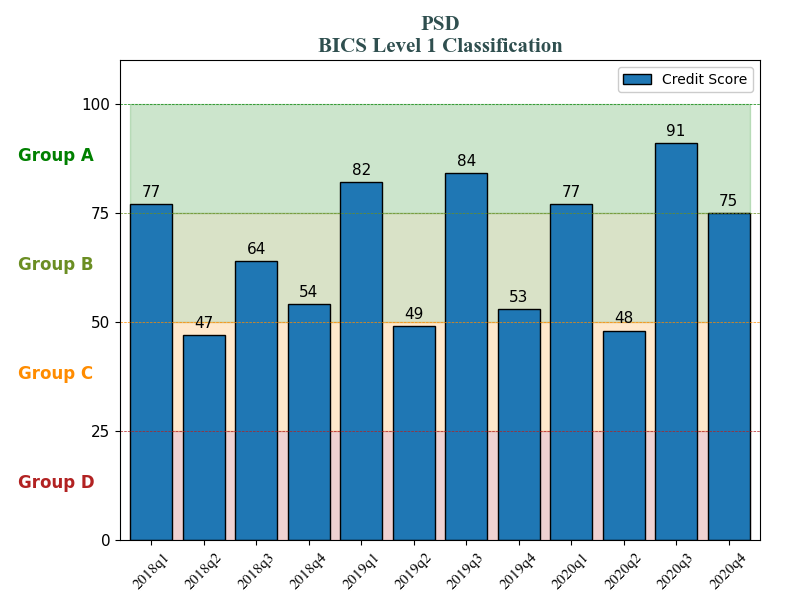 PSD
BICS Level 1 Classification
Credit Score
100
Group A
91
84
82
77
77
75
75
64
Group B
54
53
50
49
48
47
Group C
25
Group D
0
2018q1 2018q2 2018q3 2018q4 2019q1 2019q2 2019q3 2019q4 2020q1 2020q2 2020q3 2020q4